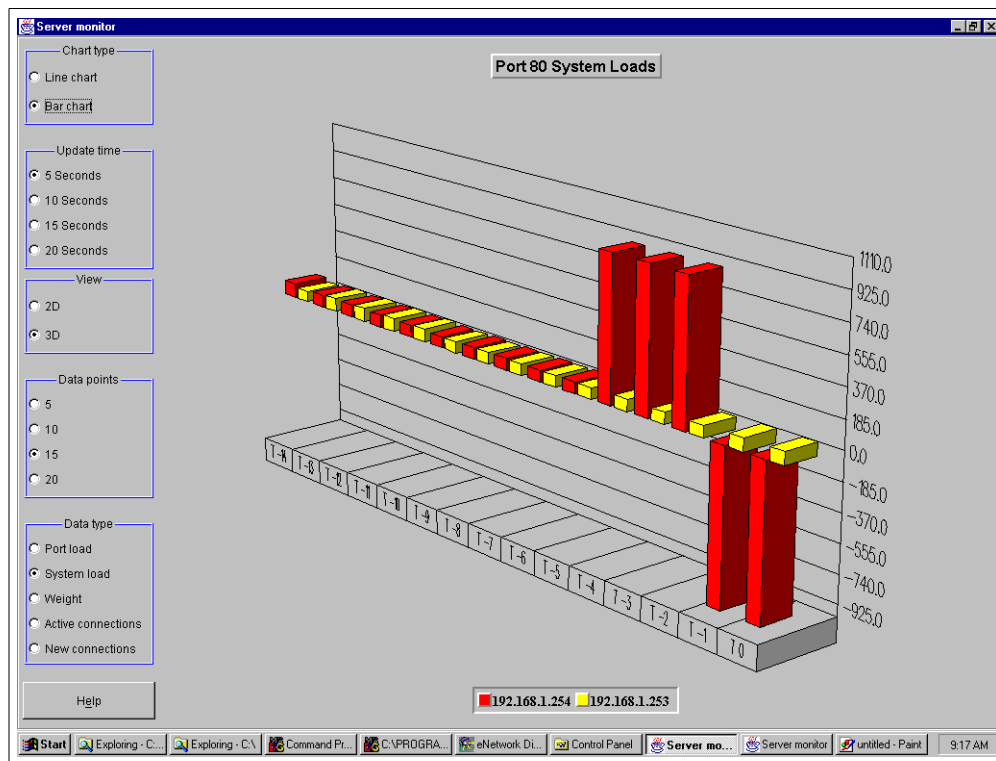 Server monitor
Chart type
Line chart
Bar chart
Update time
5 Seconds
10 Seconds
15 Seconds
20 Seconds
View
2D
3D
Data points
5
10
15
20
Data type
Port load
System load
Weight
Active connections
New connections
Help
Port 80 System Loads
1110.0
925.0
740.0
555.0
370.0
185.0
0.0
-185.0
-370.0
-555.0
-740.0
-925.0
T-14 T-13 T-12 T-11 T-10 T-9 T-8 T-7 T-6 T-5 T-4 T-3 T-2 T-1 T0
192.168.1.254 192.168.1.253
Start Exploring - C:... Exploring - C:\ Command Pr... C:\PROGRA... eNetwork Di... Control Panel Server mo... Server monitor untitled - Paint 9:17 AM